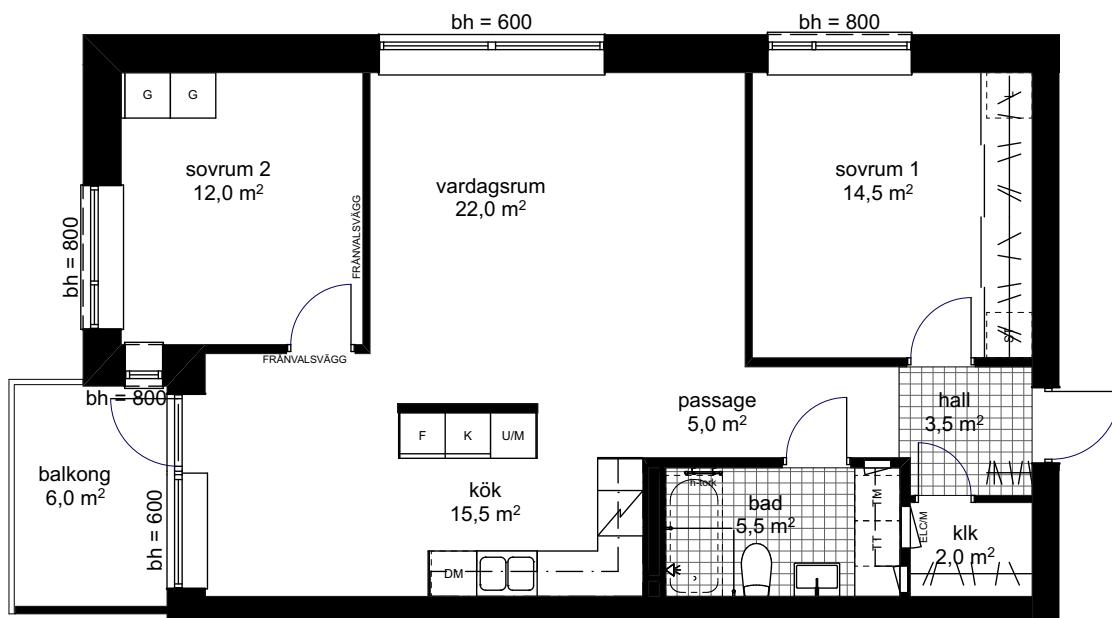 bh = 600
bh = 800
G
G
sovrum 2
12,0 m²
vardagsrum
22,0 m²
sovrum 1
14,5 m²
FRÅNVALSVÄGG
bh = 800
FRÅNVALSVÄGG
bh = 800
balkong
6,0 m²
bh = 600
F
K
U/M
passage
5,0 m²
hall
3,5 m²
kök
15,5 m²
DM
h-tork
bad
5,5 m²
TM
TT
ELC/M
klk
2,0 m²